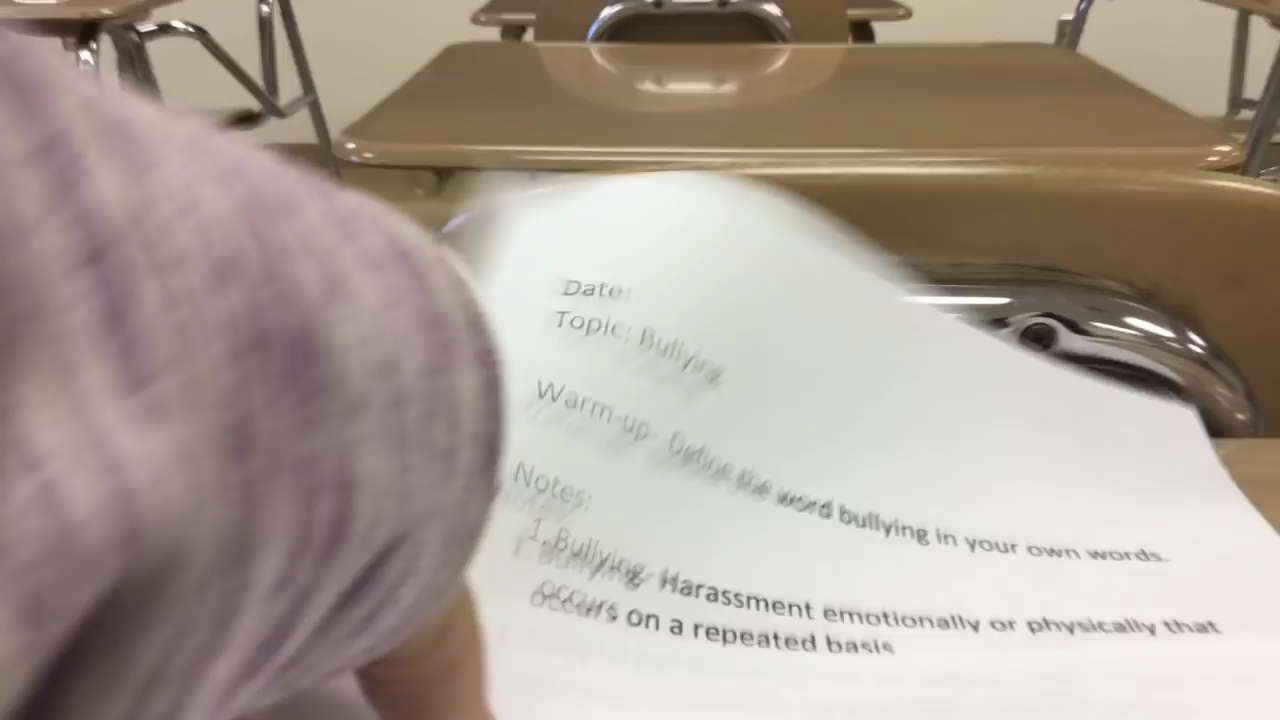 Date:
Topic: Bullying
Warm-up- Define the word bullying in your own words.
Notes:
1. Bullying- Harassment emotionally or physically that
occurs on a repeated basis